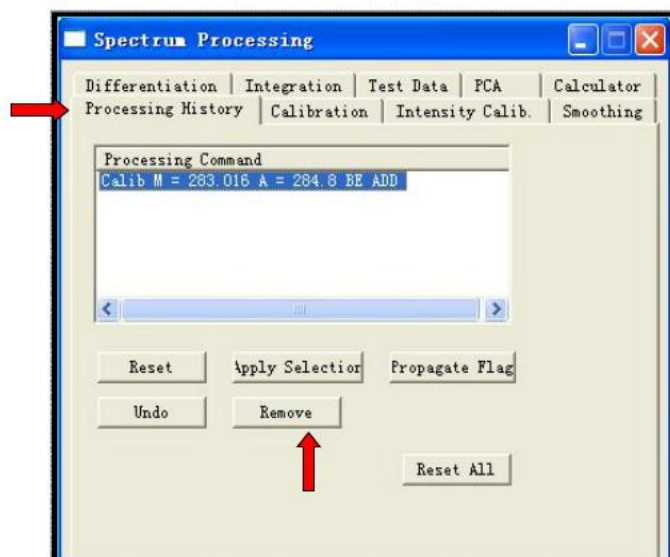 Spectrum Processing
Differentiation Integration Test Data PCA Calculator
Processing History Calibration Intensity Calib. Smoothing
Processing Command
Calib M = 283.016 A = 284.8 BE ADD
Reset Apply Selection Propagate Flag
Undo Remove
Reset All